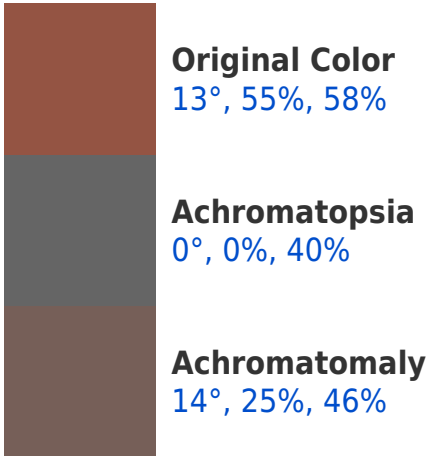 Original Color
13°, 55%, 58%
Achromatopsia
0°, 0%, 40%
Achromatomaly
14°, 25%, 46%